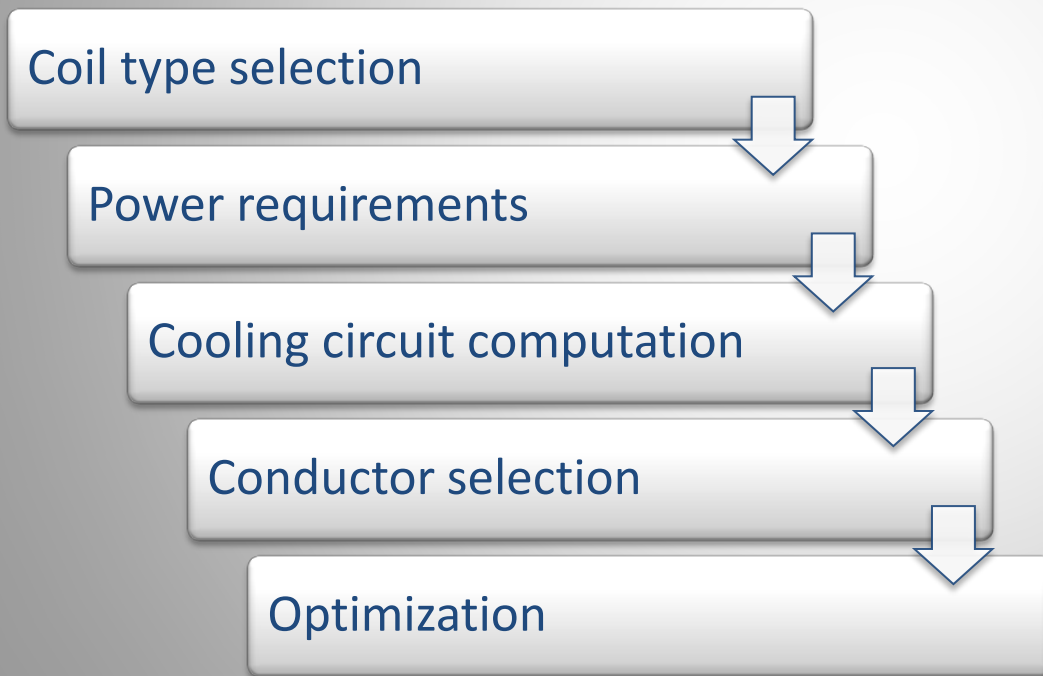 Coil type selection
Power requirements
Cooling circuit computation
Conductor selection
Optimization